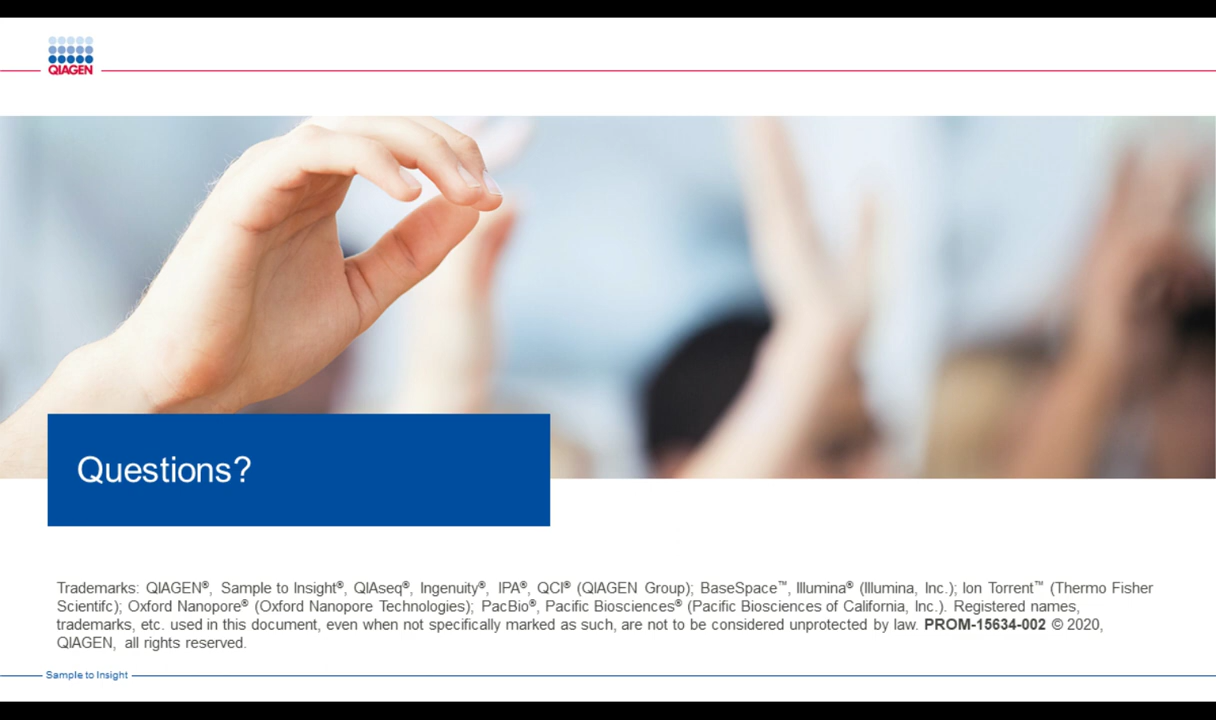 QIAGEN
Questions?
Trademarks: QIAGEN®, Sample to Insight®, QIAseq®, Ingenuity®, IPA®, QCI® (QIAGEN Group); BaseSpace™, Illumina® (Illumina, Inc.); Ion Torrent™ (Thermo Fisher
Scientifc); Oxford Nanopore® (Oxford Nanopore Technologies); PacBio®, Pacific Biosciences® (Pacific Biosciences of California, Inc.). Registered names,
trademarks, etc. used in this document, even when not specifically marked as such, are not to be considered unprotected by law. PROM-15634-002 © 2020,
QIAGEN, all rights reserved.
Sample to Insight